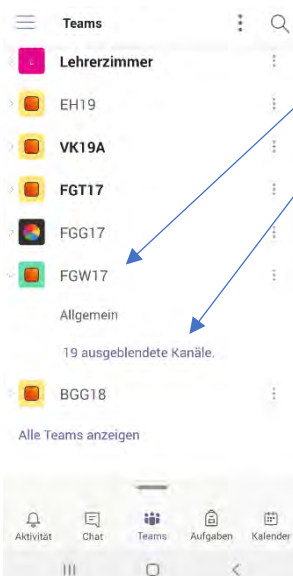 Teams
Lehrerzimmer
EH19
VK19A
FGT17
FGG17
FGW17
Allgemein
19 ausgeblendete Kanäle.
BGG18
Alle Teams anzeigen
Aktivität Chat Teams Aufgaben Kalender